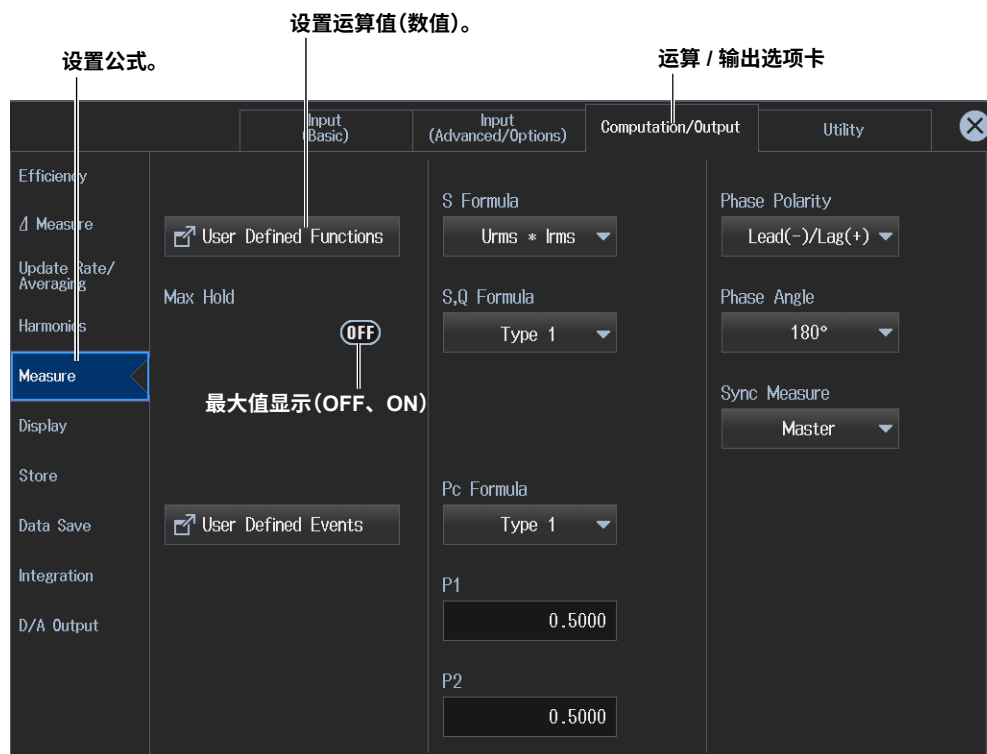 设置运算值（数值）。
设置公式。
运算 / 输出选项卡
Input
(Basic)
Input
(Advanced/Options)
Computation/Output
Utility
Efficiency
⊿ Measure
Update Rate/
Averaging
Harmonics
Measure
Display
Store
Data Save
Integration
D/A Output
User Defined Functions
Max Hold
OFF
最大值显示（OFF、ON）
User Defined Events
S Formula
Urms * Irms
S,Q Formula
Type 1
Pc Formula
Type 1
P1
0.5000
P2
0.5000
Phase Polarity
Lead(-)/Lag(+)
Phase Angle
180°
Sync Measure
Master